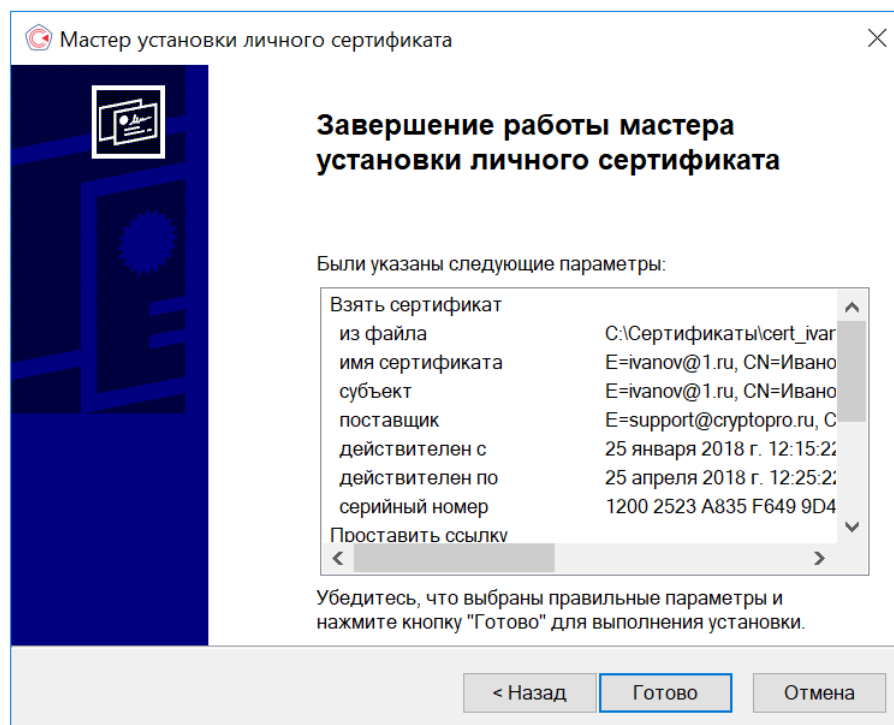 Мастер установки личного сертификата
Завершение работы мастера
установки личного сертификата
Были указаны следующие параметры:
Взять сертификат
из файла C:\Сертификаты\cert_ivan
имя сертификата E=ivanov@1.ru, CN=Ивано
субъект E=ivanov@1.ru, CN=Ивано
поставщик E=support@cryptopro.ru, C
действителен с 25 января 2018 г. 12:15:22
действителен по 25 апреля 2018 г. 12:25:22
серийный номер 1200 2523 A835 F649 9D4
Проставить ссылку
Убедитесь, что выбраны правильные параметры и
нажмите кнопку "Готово" для выполнения установки.
< Назад Готово Отмена